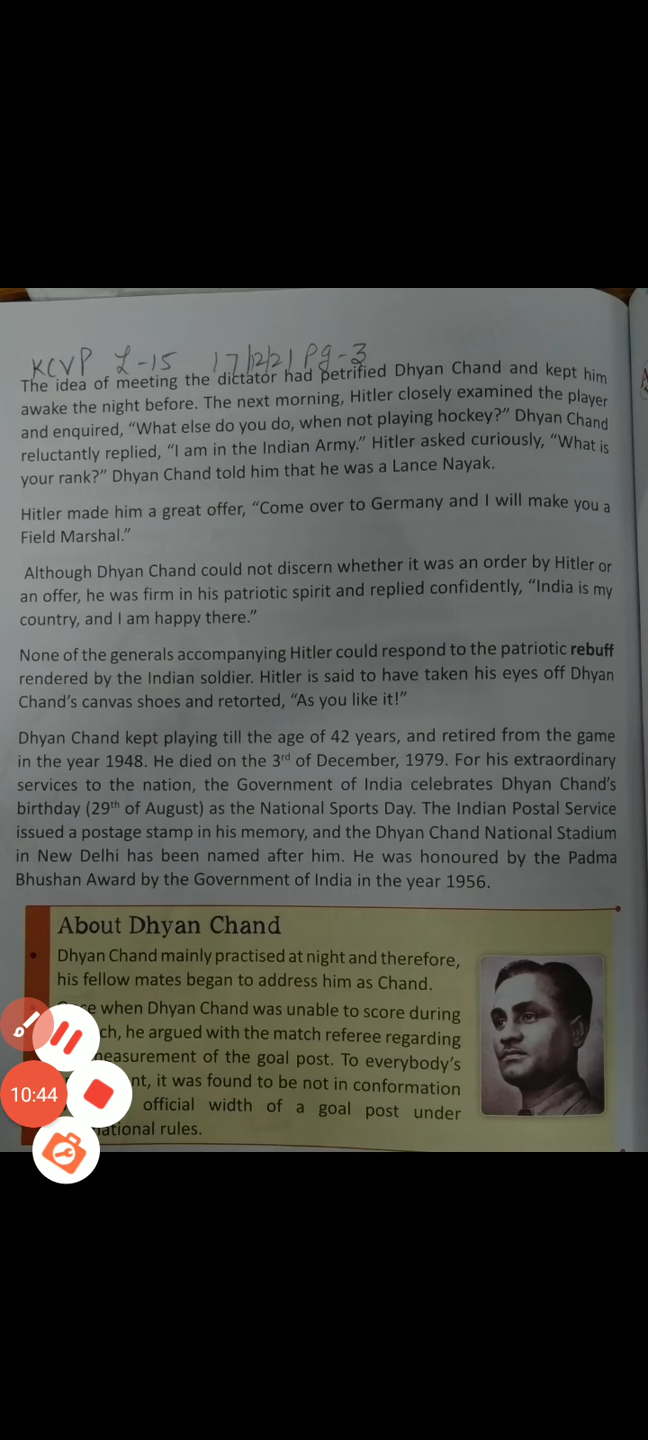 KCVP L-15 17/12/21 Pg-3
The idea of meeting the dictator had petrified Dhyan Chand and kept him
awake the night before. The next morning, Hitler closely examined the player
and enquired, “What else do you do, when not playing hockey?” Dhyan Chand
reluctantly replied, “I am in the Indian Army.” Hitler asked curiously, “What is
your rank?” Dhyan Chand told him that he was a Lance Nayak.
Hitler made him a great offer, “Come over to Germany and I will make you a
Field Marshal.”
Although Dhyan Chand could not discern whether it was an order by Hitler or
an offer, he was firm in his patriotic spirit and replied confidently, “India is my
country, and I am happy there.”
None of the generals accompanying Hitler could respond to the patriotic rebuff
rendered by the Indian soldier. Hitler is said to have taken his eyes off Dhyan
Chand’s canvas shoes and retorted, “As you like it!”
Dhyan Chand kept playing till the age of 42 years, and retired from the game
in the year 1948. He died on the 3rd of December, 1979. For his extraordinary
services to the nation, the Government of India celebrates Dhyan Chand’s
birthday (29th of August) as the National Sports Day. The Indian Postal Service
issued a postage stamp in his memory, and the Dhyan Chand National Stadium
in New Delhi has been named after him. He was honoured by the Padma
Bhushan Award by the Government of India in the year 1956.
About Dhyan Chand
• Dhyan Chand mainly practised at night and therefore,
his fellow mates began to address him as Chand.
when Dhyan Chand was unable to score during
he argued with the match referee regarding
of the goal post. To everybody’s
it was found to be not in conformation
official width of a goal post under
rules.
10:44